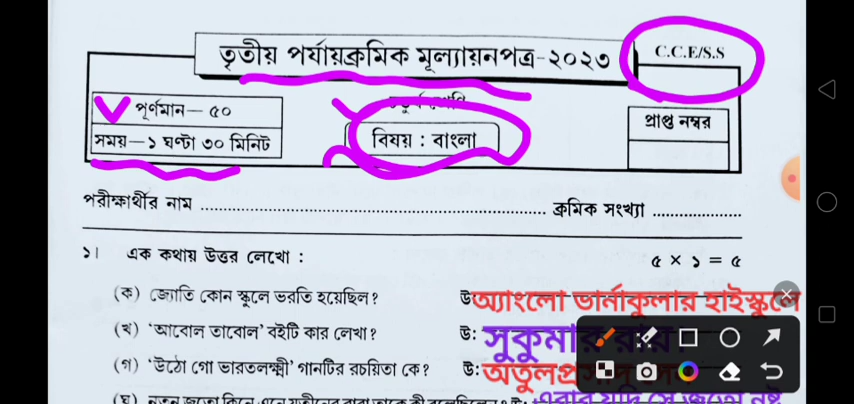 তৃতীয় পর্যায়ক্রমিক মূল্যায়নপত্র-২০২৩
C.C.E/S.S
পূর্ণমান— ৫০
সময়—১ ঘণ্টা ৩০ মিনিট
বিষয় : বাংলা
প্রাপ্ত নম্বর
পরীক্ষার্থীর নাম ........................ ক্রমিক সংখ্যা ..................
১। এক কথায় উত্তর লেখো : ৫ × ১ = ৫
(ক) জ্যোতি কোন স্কুলে ভরতি হয়েছিল? উঃ অ্যাংলো ভার্নাকুলার হাইস্কুলে
(খ) 'আবোল তাবোল' বইটি কার লেখা? উ: সুকুমার রায়
(গ) 'উঠো গো ভারতলক্ষ্মী' গানটির রচয়িতা কে? উ: অতুলপ্রসাদ